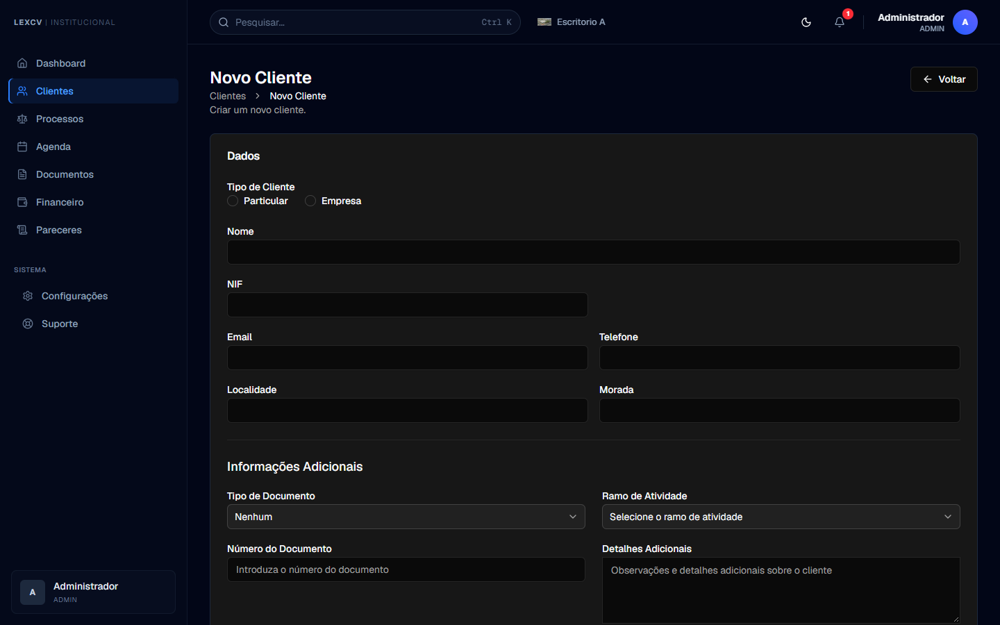 LEXCV | INSTITUCIONAL
Pesquisar...
Ctrl K
Escritorio A
1
Administrador
ADMIN
A
Dashboard
Clientes
Processos
Agenda
Documentos
Financeiro
Pareceres
SISTEMA
Configurações
Suporte
A
Administrador
ADMIN
Novo Cliente
Clientes > Novo Cliente
Criar um novo cliente.
Voltar
Dados
Tipo de Cliente
Particular
Empresa
Nome
NIF
Email
Telefone
Localidade
Morada
Informações Adicionais
Tipo de Documento
Nenhum
Ramo de Atividade
Selecione o ramo de atividade
Número do Documento
Introduza o número do documento
Detalhes Adicionais
Observações e detalhes adicionais sobre o cliente